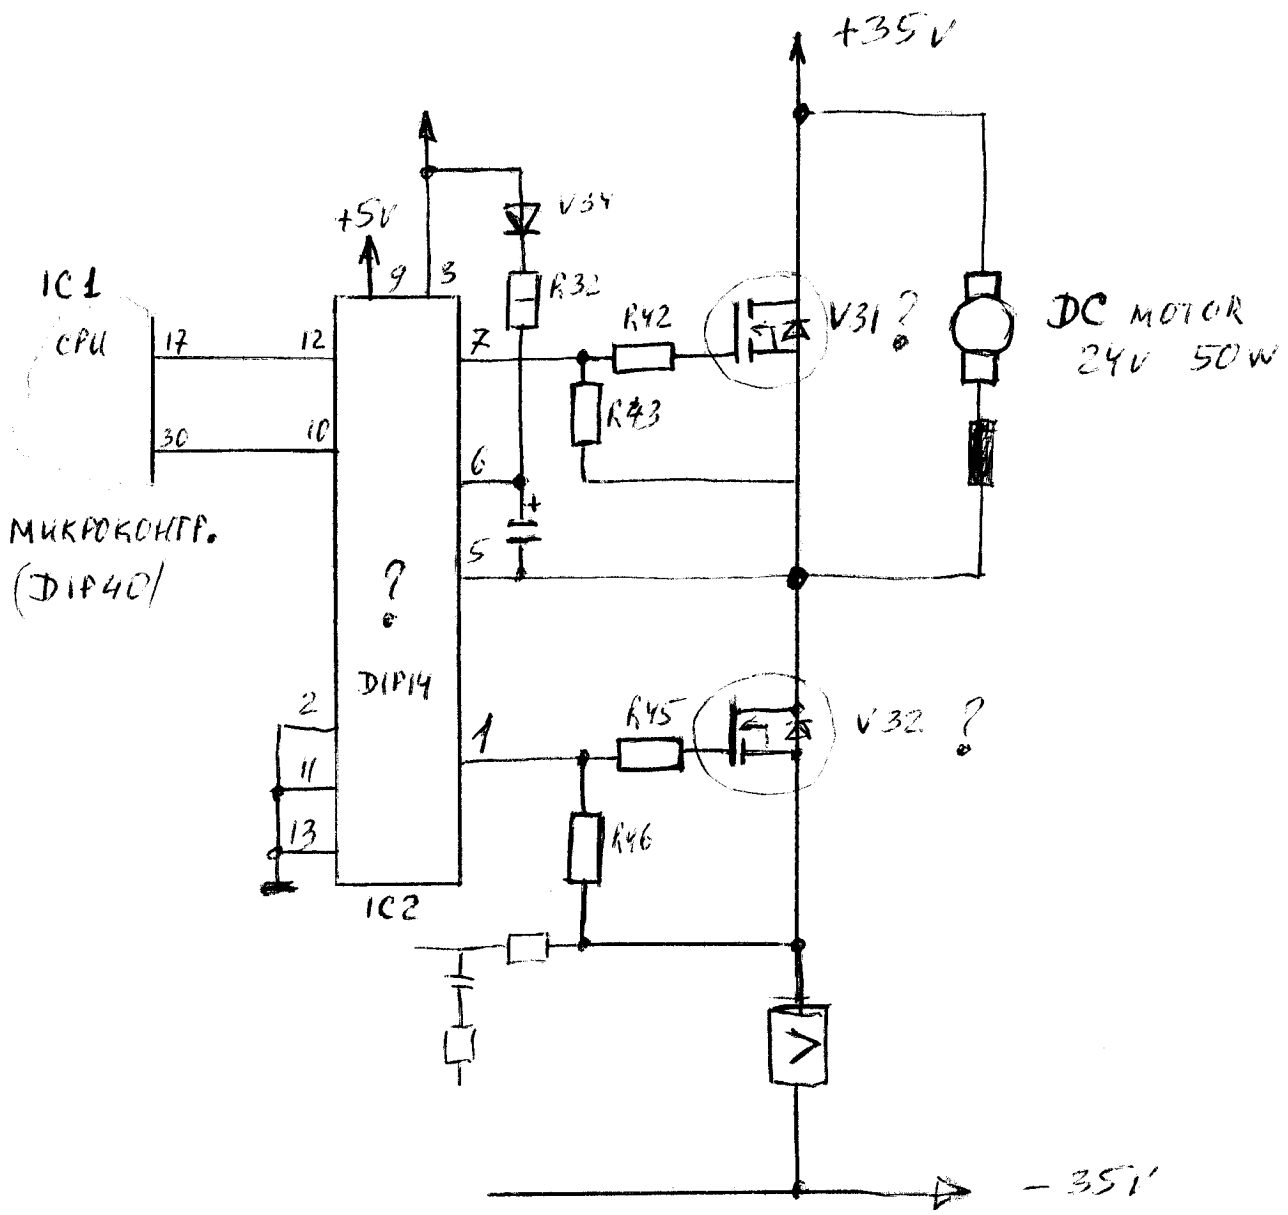 +35V
V34
+5V
9
3
IC1
CPU
17
12
7
R32
R42
V31 ?
DC MOTOR
24V 50W
30
10
R43
6
+
МИКРОКОНТР.
(DIP40)
5
?
DIP14
2
1
R45
V32 ?
11
13
R46
IC2
>
-35V